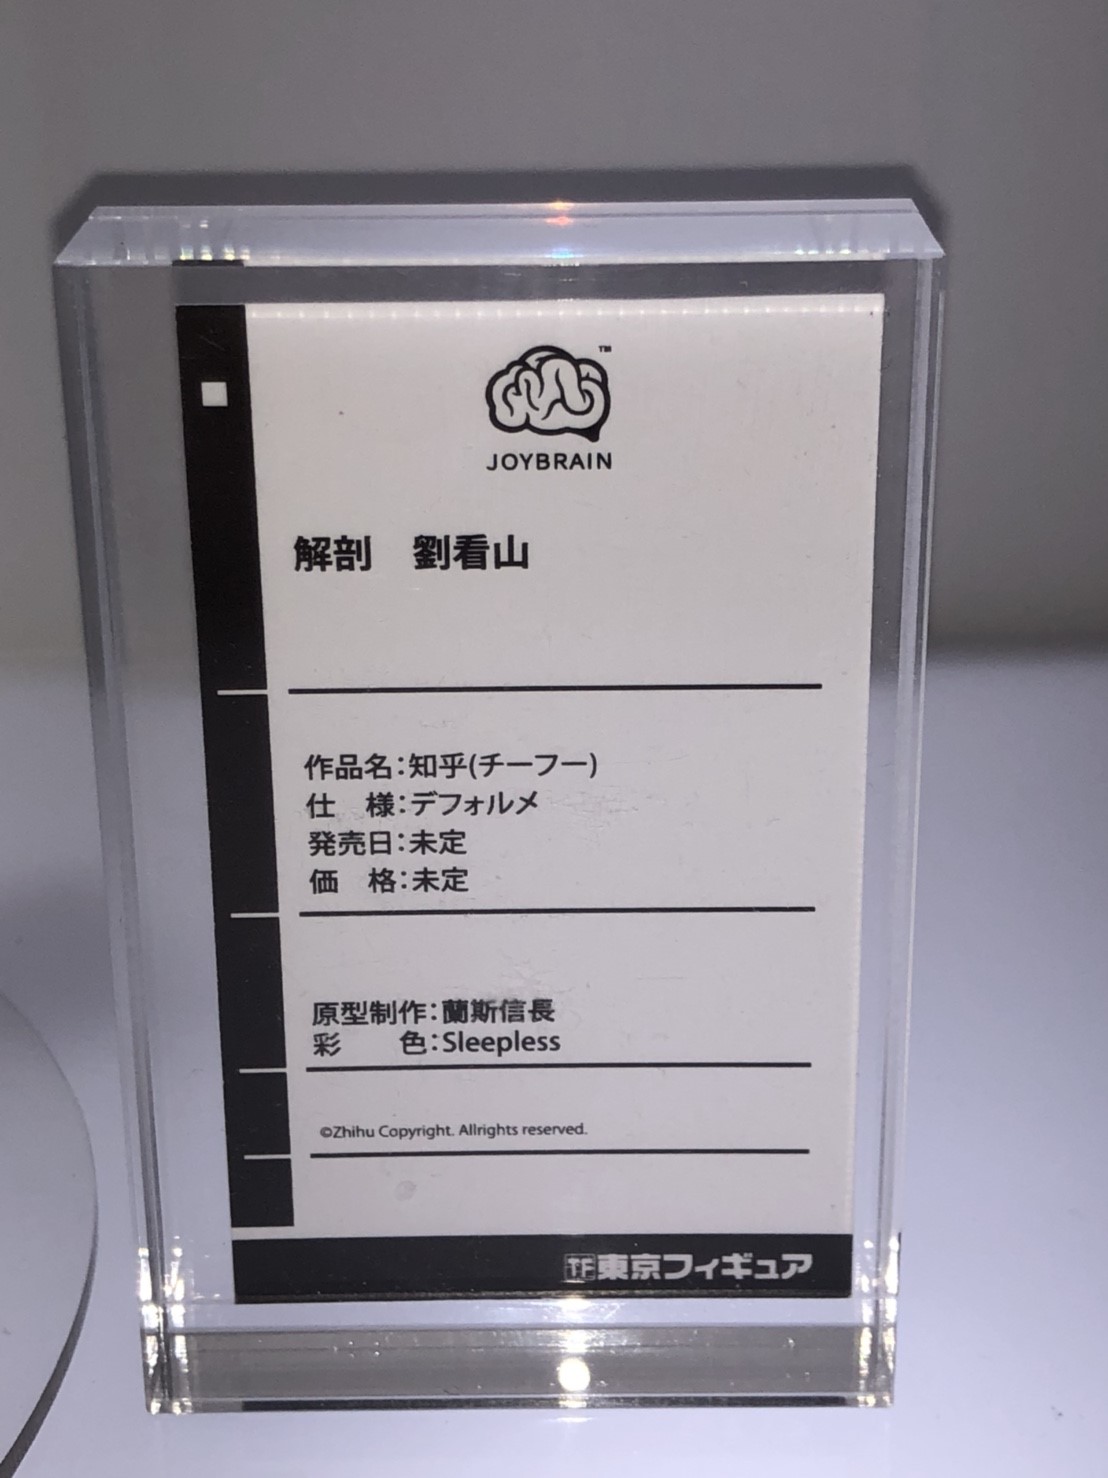 TM
JOYBRAIN
解剖　劉看山
作品名：知乎(チーフー)
仕　様：デフォルメ
発売日：未定
価　格：未定
原型制作：蘭斯信長
彩　　色：Sleepless
©Zhihu Copyright. Allrights reserved.
TF東京フィギュア